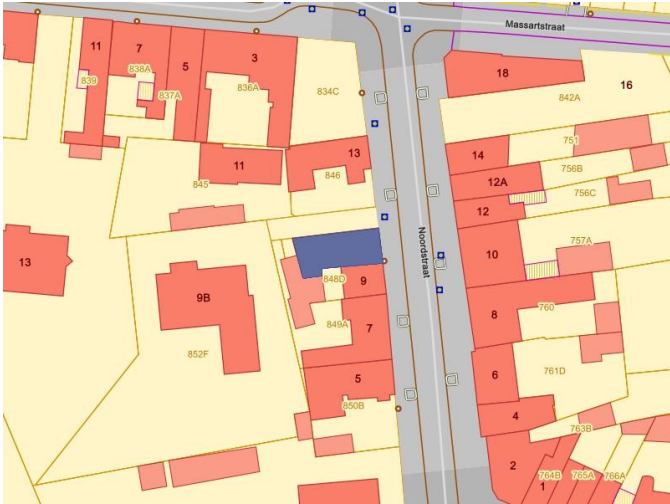 Massartstraat
11
7
5
3
839
838A
837A
836A
834C
18
16
842A
13
11
846
845
14
751
12A
756B
12
756C
Noordstraat
10
757A
13
9B
848D
9
8
760
849A
7
852F
5
6
761D
850B
4
763B
2
764B
1
765A
766A